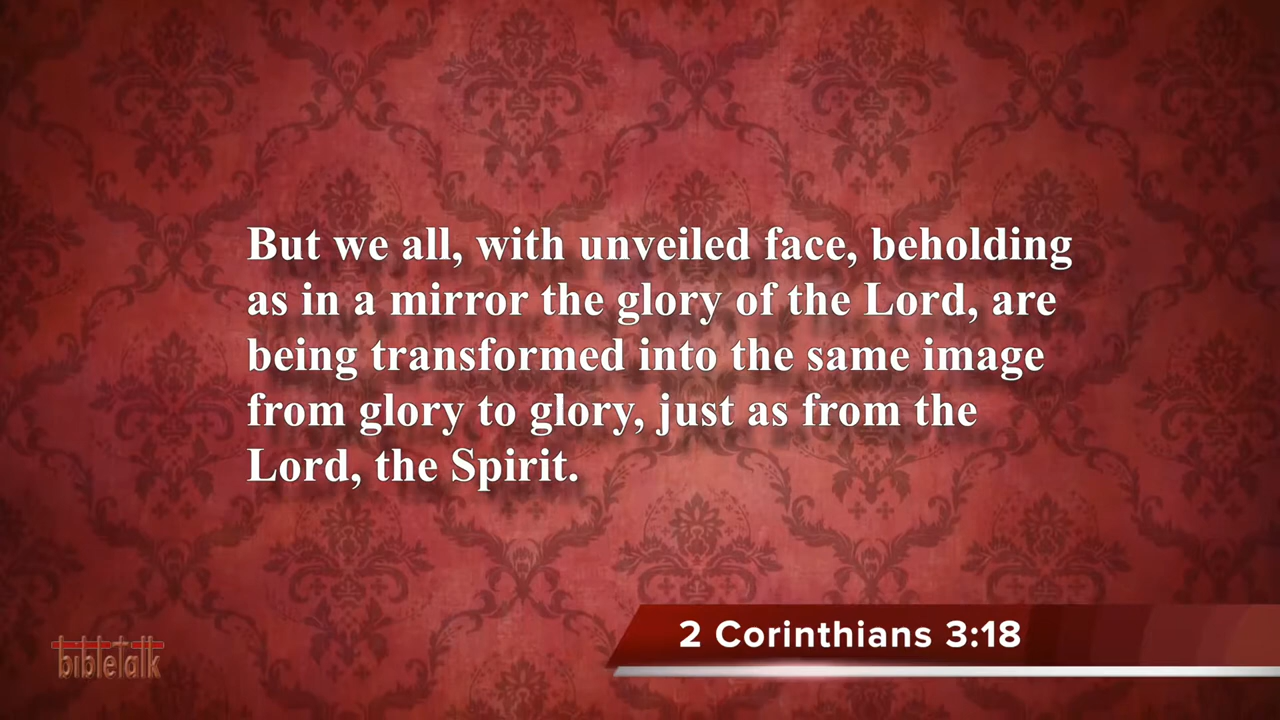 But we all, with unveiled face, beholding
as in a mirror the glory of the Lord, are
being transformed into the same image
from glory to glory, just as from the
Lord, the Spirit.
2 Corinthians 3:18
bibletalk